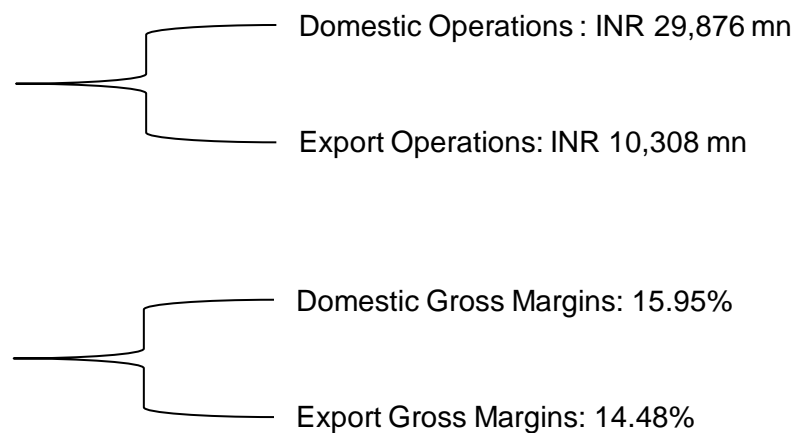 Domestic Operations : INR 29,876 mn
Export Operations: INR 10,308 mn
Domestic Gross Margins: 15.95%
Export Gross Margins: 14.48%